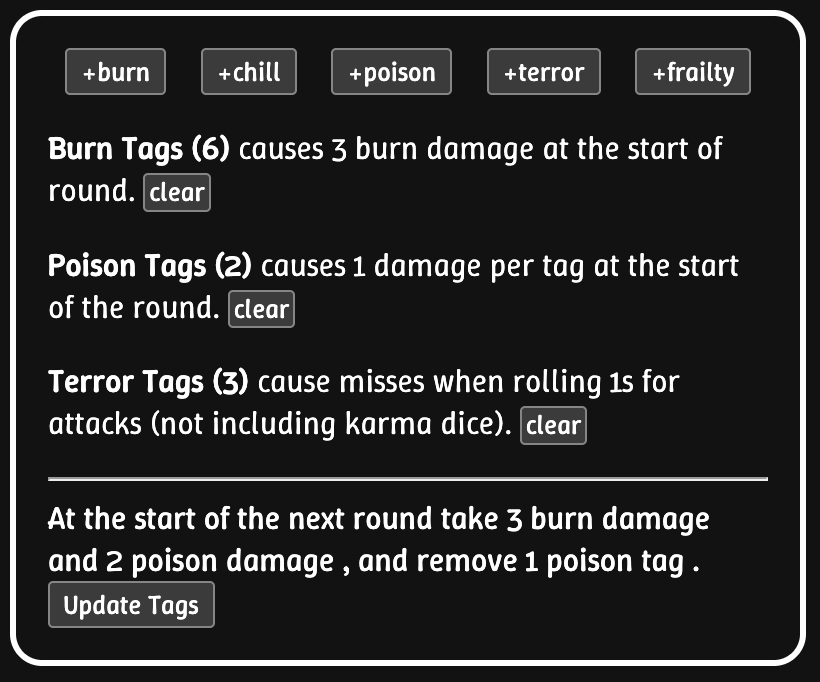 +burn +chill +poison +terror +frailty
Burn Tags (6) causes 3 burn damage at the start of
round. clear
Poison Tags (2) causes 1 damage per tag at the start
of the round. clear
Terror Tags (3) cause misses when rolling 1s for
attacks (not including karma dice). clear
At the start of the next round take 3 burn damage
and 2 poison damage , and remove 1 poison tag .
Update Tags